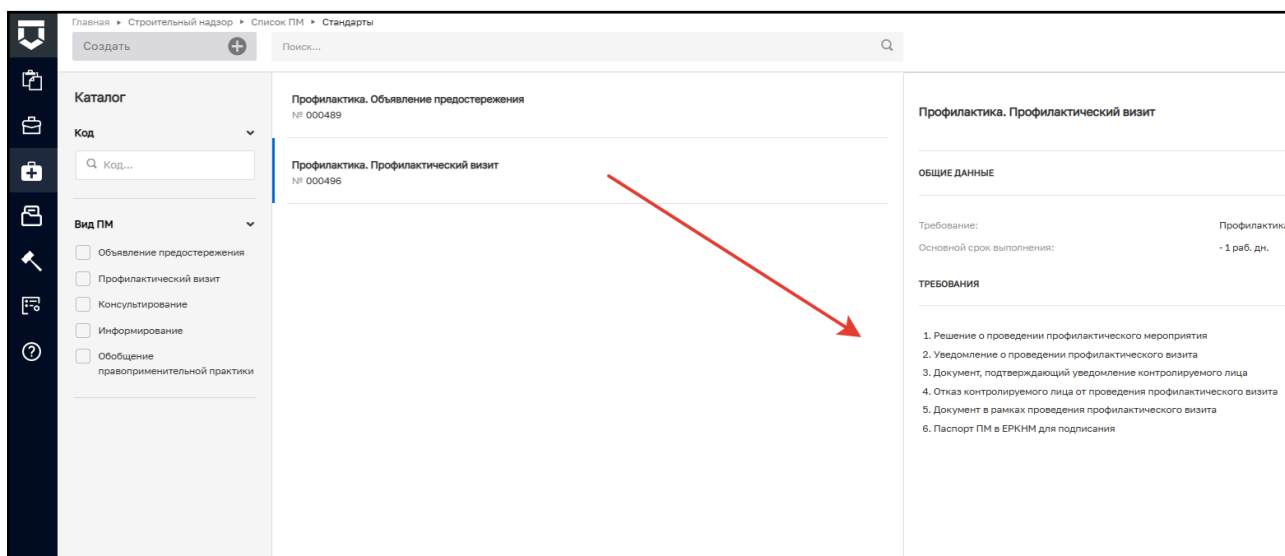 Главная ▸ Строительный надзор ▸ Список ПМ ▸ Стандарты
Создать
Поиск...
Каталог
Код
Код...
Вид ПМ
Объявление предостережения
Профилактический визит
Консультирование
Информирование
Обобщение
правоприменительной практики
Профилактика. Объявление предостережения
№ 000489
Профилактика. Профилактический визит
№ 000496
Профилактика. Профилактический визит
ОБЩИЕ ДАННЫЕ
Требование: Профилактика
Основной срок выполнения: - 1 раб. дн.
ТРЕБОВАНИЯ
1. Решение о проведении профилактического мероприятия
2. Уведомление о проведении профилактического визита
3. Документ, подтверждающий уведомление контролируемого лица
4. Отказ контролируемого лица от проведения профилактического визита
5. Документ в рамках проведения профилактического визита
6. Паспорт ПМ в ЕРКНМ для подписания